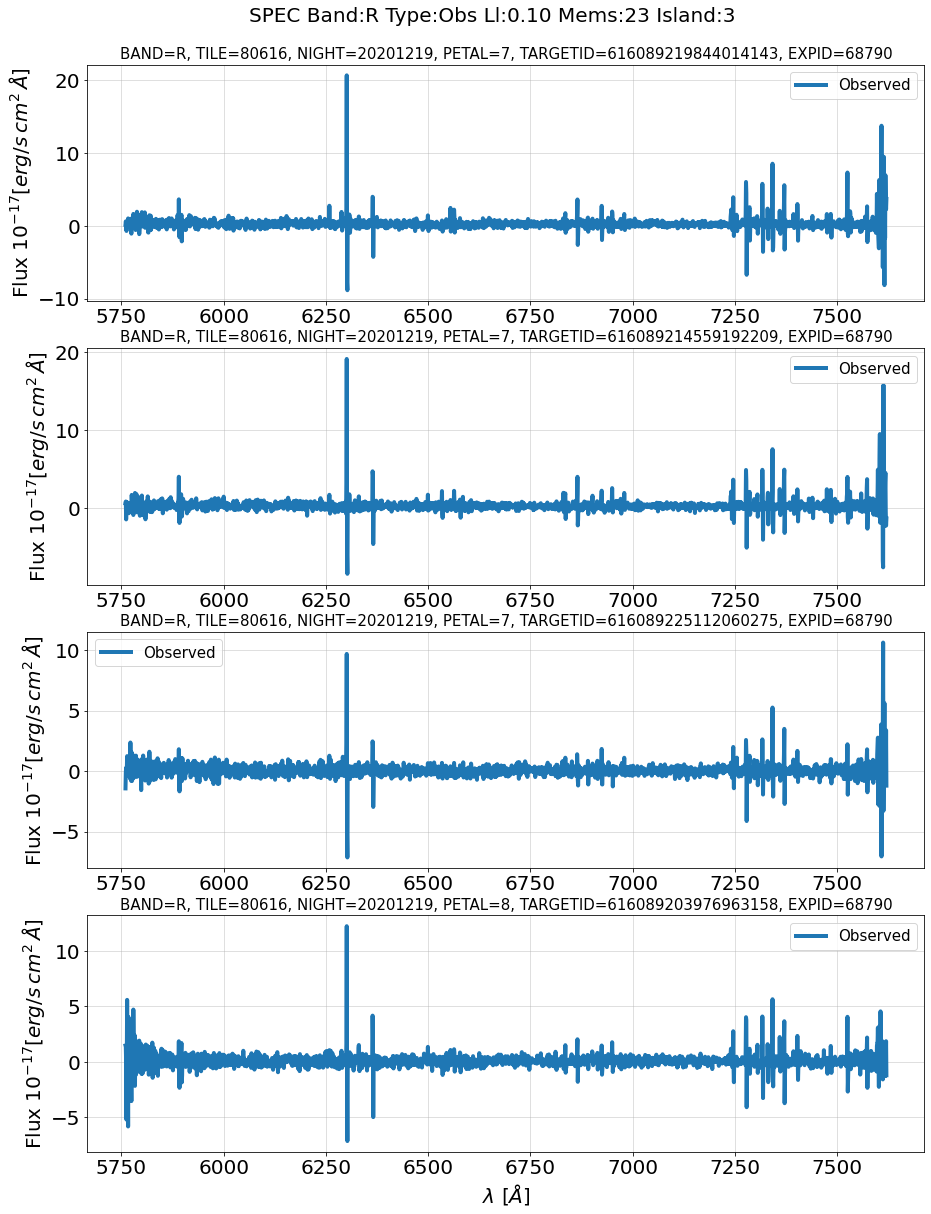 SPEC Band:R Type:Obs Ll:0.10 Mems:23 Island:3
BAND=R, TILE=80616, NIGHT=20201219, PETAL=7, TARGETID=616089219844014143, EXPID=68790
Flux 10^{-17}[erg/s cm^2 Å]
20
10
0
−10
Observed
5750 6000 6250 6500 6750 7000 7250 7500
BAND=R, TILE=80616, NIGHT=20201219, PETAL=7, TARGETID=616089214559192209, EXPID=68790
Flux 10^{-17}[erg/s cm^2 Å]
20
10
0
Observed
5750 6000 6250 6500 6750 7000 7250 7500
BAND=R, TILE=80616, NIGHT=20201219, PETAL=7, TARGETID=616089225112060275, EXPID=68790
Flux 10^{-17}[erg/s cm^2 Å]
10
5
0
−5
Observed
5750 6000 6250 6500 6750 7000 7250 7500
BAND=R, TILE=80616, NIGHT=20201219, PETAL=8, TARGETID=616089203976963158, EXPID=68790
Flux 10^{-17}[erg/s cm^2 Å]
10
5
0
−5
Observed
5750 6000 6250 6500 6750 7000 7250 7500
λ [Å]